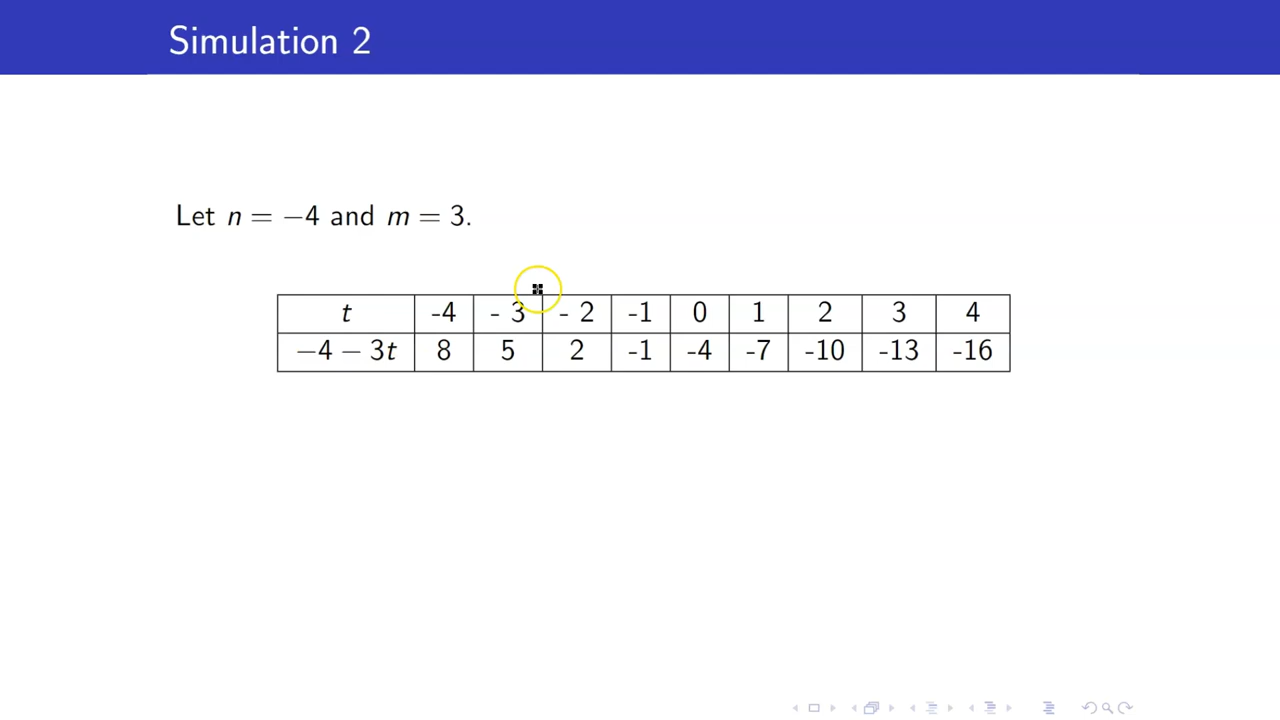 Simulation 2
Let n = −4 and m = 3.
t -4 - 3 - 2 -1 0 1 2 3 4
−4 − 3t 8 5 2 -1 -4 -7 -10 -13 -16